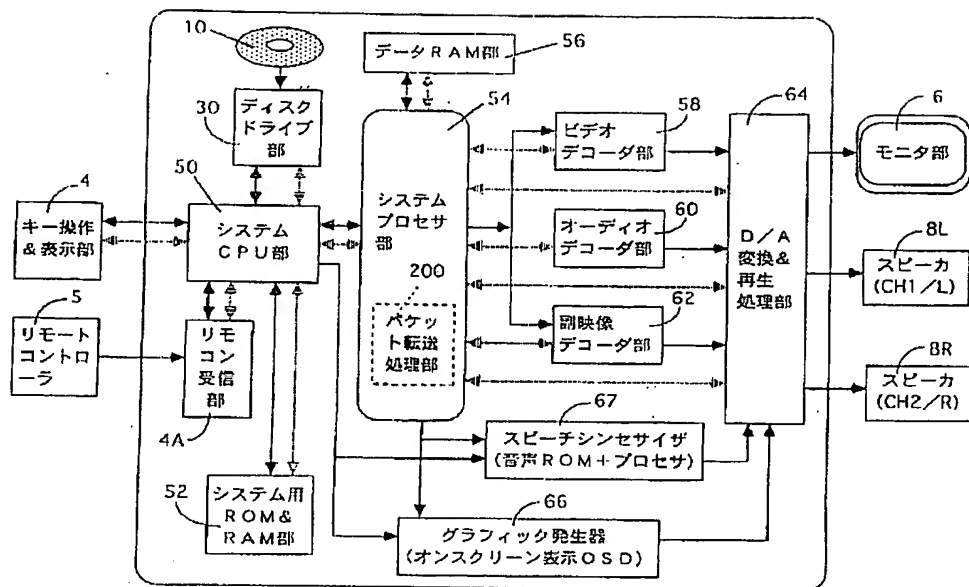 10
データRAM部
56
ディスク
ドライブ
部
30
54
ビデオ
デコーダ部
58
64
6
モニタ部
50
4
キー操作
&表示部
システム
CPU部
システム
プロセサ
部
オーディオ
デコーダ部
60
D/A
変換&
再生
処理部
8L
スピーカ
(CH1/L)
200
パケッ
ト転送
処理部
副映像
デコーダ部
62
5
リモート
コントロ
ーラ
リモ
コン
受信
部
4A
8R
スピーカ
(CH2/R)
67
スピーチシンセサイザ
(音声ROM+プロセサ)
52
システム用
ROM&
RAM部
66
グラフィック発生器
(オンスクリーン表示OSD)